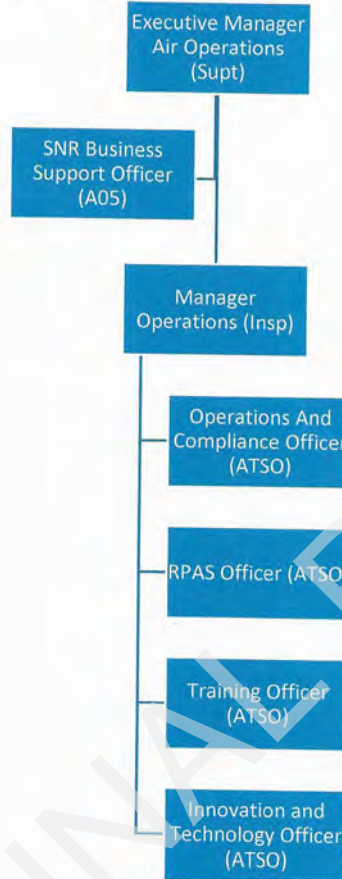 Executive Manager
Air Operations
(Supt)
SNR Business
Support Officer
(A05)
Manager
Operations (Insp)
Operations And
Compliance Officer
(ATSO)
RPAS Officer (ATSO
Training Officer
(ATSO)
Innovation and
Technology Officer
(ATSO)